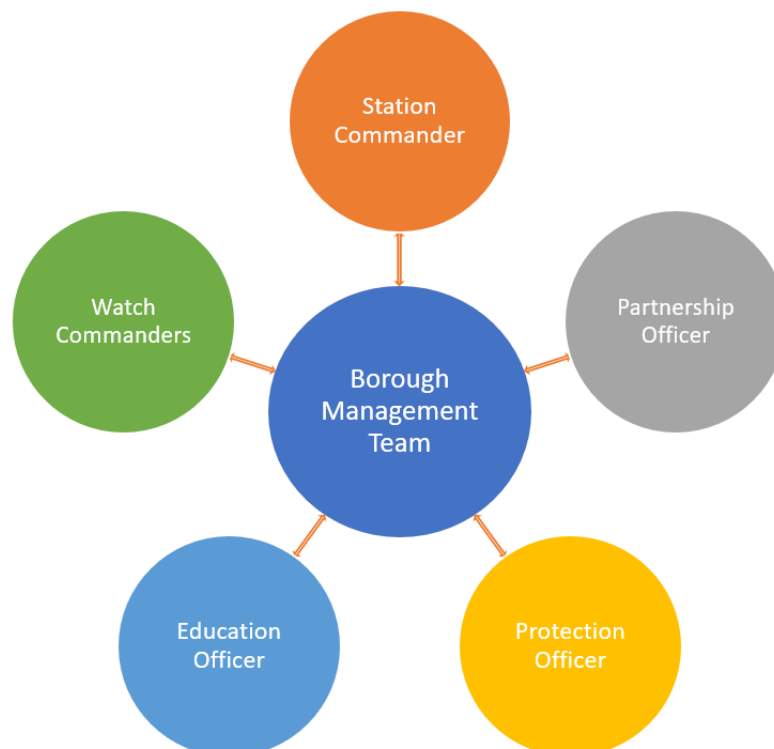 Station
Commander
Watch
Commanders
Partnership
Officer
Borough
Management
Team
Education
Officer
Protection
Officer